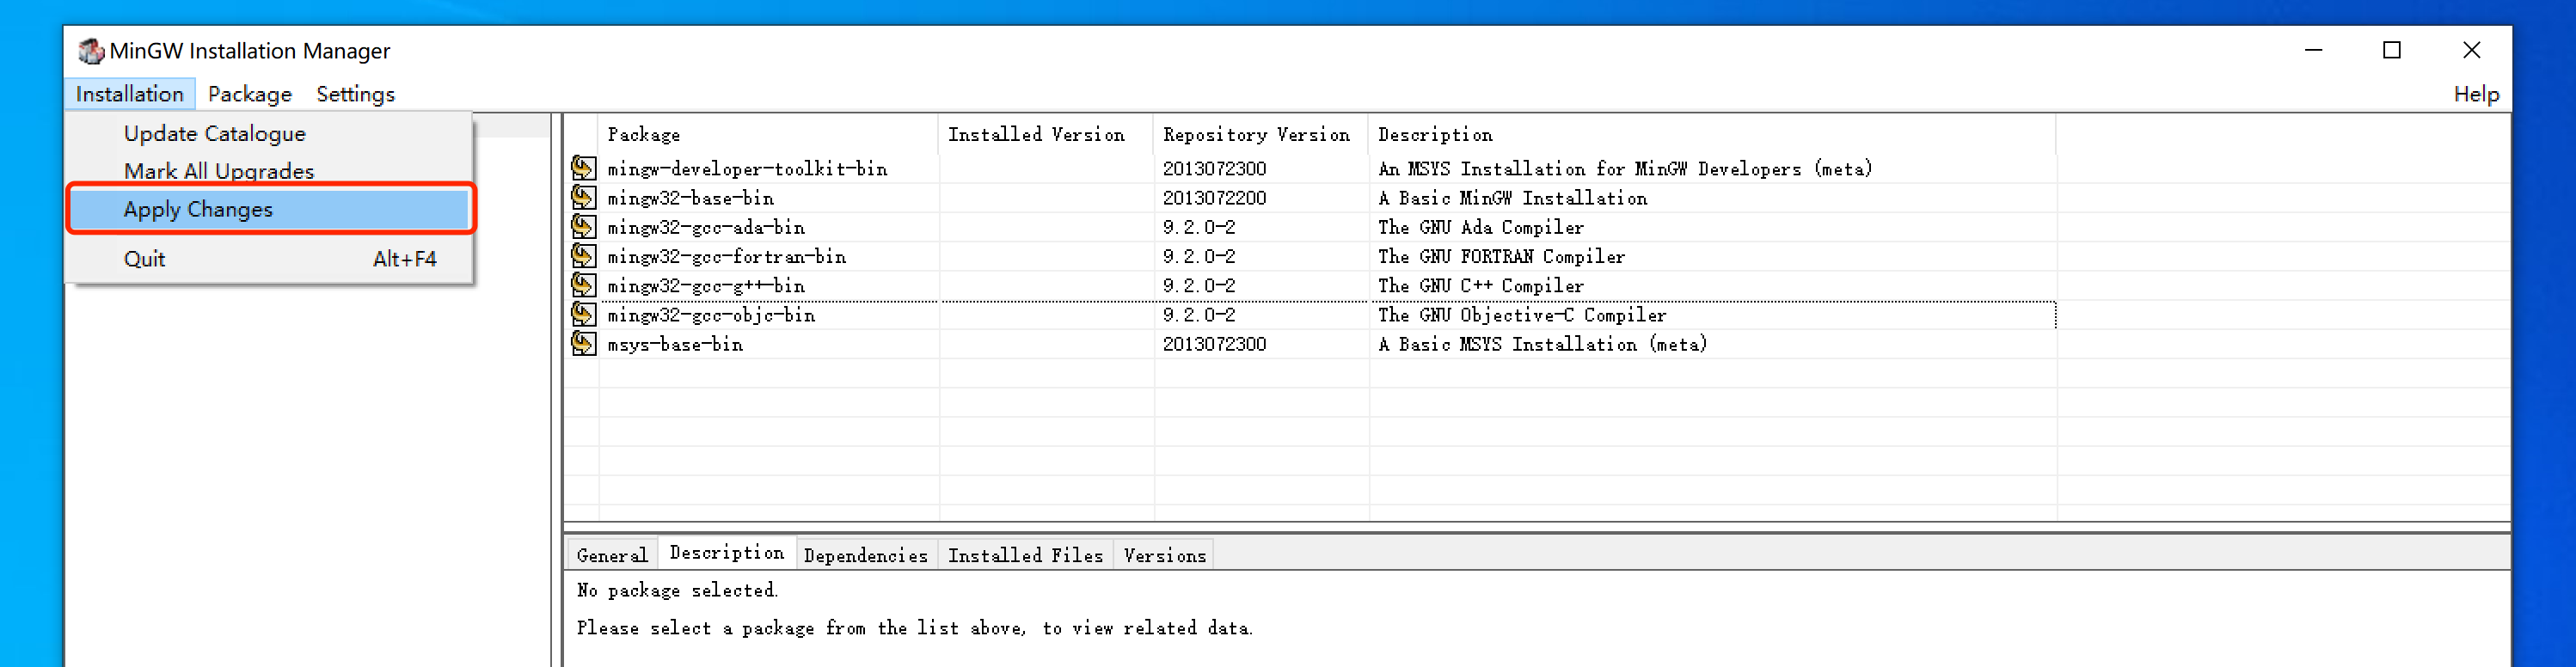 MinGW Installation Manager
Installation Package Settings Help
Update Catalogue
Mark All Upgrades
Apply Changes
Quit Alt+F4
Package Installed Version Repository Version Description
mingw-developer-toolkit-bin 2013072300 An MSYS Installation for MinGW Developers (meta)
mingw32-base-bin 2013072200 A Basic MinGW Installation
mingw32-gcc-ada-bin 9.2.0-2 The GNU Ada Compiler
mingw32-gcc-fortran-bin 9.2.0-2 The GNU FORTRAN Compiler
mingw32-gcc-g++-bin 9.2.0-2 The GNU C++ Compiler
mingw32-gcc-objc-bin 9.2.0-2 The GNU Objective-C Compiler
msys-base-bin 2013072300 A Basic MSYS Installation (meta)
General Description Dependencies Installed Files Versions
No package selected.
Please select a package from the list above, to view related data.